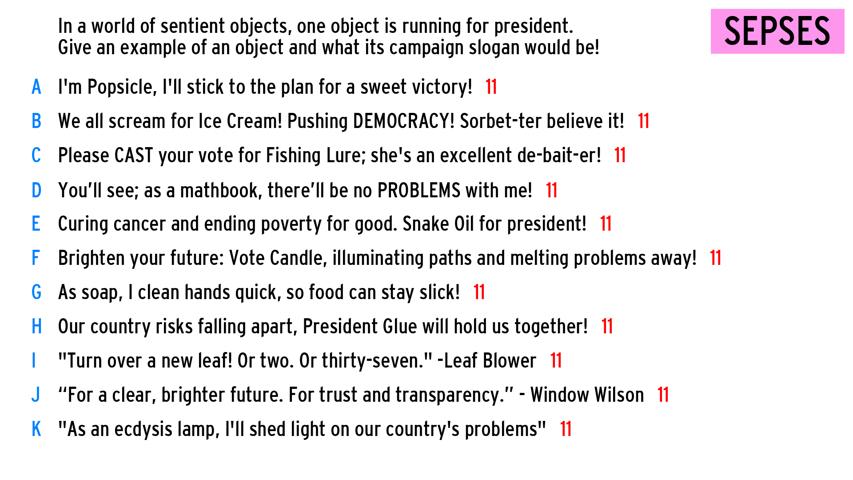 In a world of sentient objects, one object is running for president.
Give an example of an object and what its campaign slogan would be!
SEPSES
A I'm Popsicle, I'll stick to the plan for a sweet victory! 11
B We all scream for Ice Cream! Pushing DEMOCRACY! Sorbet-ter believe it! 11
C Please CAST your vote for Fishing Lure; she's an excellent de-bait-er! 11
D You’ll see; as a mathbook, there’ll be no PROBLEMS with me! 11
E Curing cancer and ending poverty for good. Snake Oil for president! 11
F Brighten your future: Vote Candle, illuminating paths and melting problems away! 11
G As soap, I clean hands quick, so food can stay slick! 11
H Our country risks falling apart, President Glue will hold us together! 11
I "Turn over a new leaf! Or two. Or thirty-seven." -Leaf Blower 11
J “For a clear, brighter future. For trust and transparency.” - Window Wilson 11
K "As an ecdysis lamp, I'll shed light on our country's problems" 11